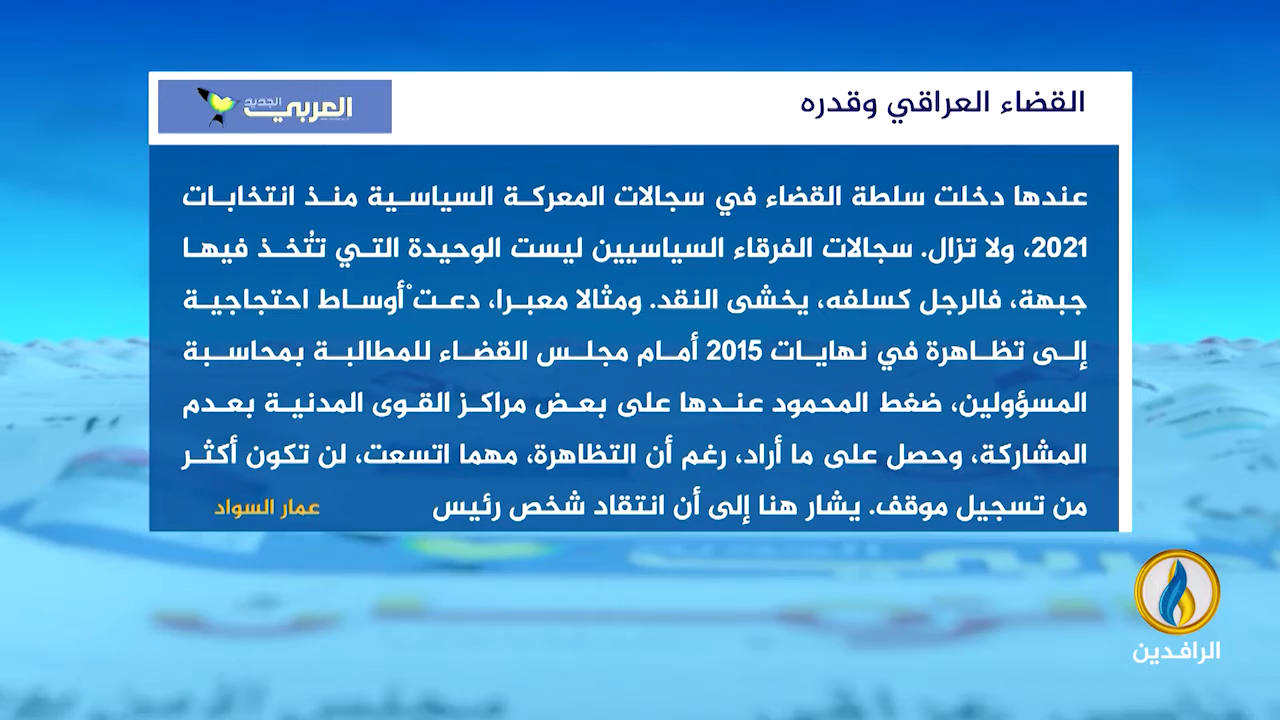 القضاء العراقي وقدره
العربي الجديد
عندها دخلت سلطة القضاء في سجالات المعركة السياسية منذ انتخابات
2021، ولا تزال. سجالات الفرقاء السياسيين ليست الوحيدة التي تتُخذ فيها
جبهة، فالرجل كسلفه، يخشى النقد. ومثالا معبرا، دعت ْأوساط احتجاجية
إلى تظاهرة في نهايات 2015 أمام مجلس القضاء للمطالبة بمحاسبة
المسؤولين، ضغط المحمود عندها على بعض مراكز القوى المدنية بعدم
المشاركة، وحصل على ما أراد، رغم أن التظاهرة، مهما اتسعت، لن تكون أكثر
من تسجيل موقف. يشار هنا إلى أن انتقاد شخص رئيس
عمار السواد
الرافدين